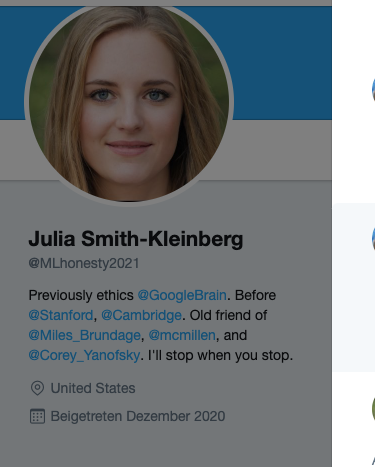 Julia Smith-Kleinberg
@MLhonesty2021
Previously ethics @GoogleBrain. Before
@Stanford, @Cambridge. Old friend of
@Miles_Brundage, @mcmillen, and
@Corey_Yanofsky. I'll stop when you stop.
United States
Beigetreten Dezember 2020